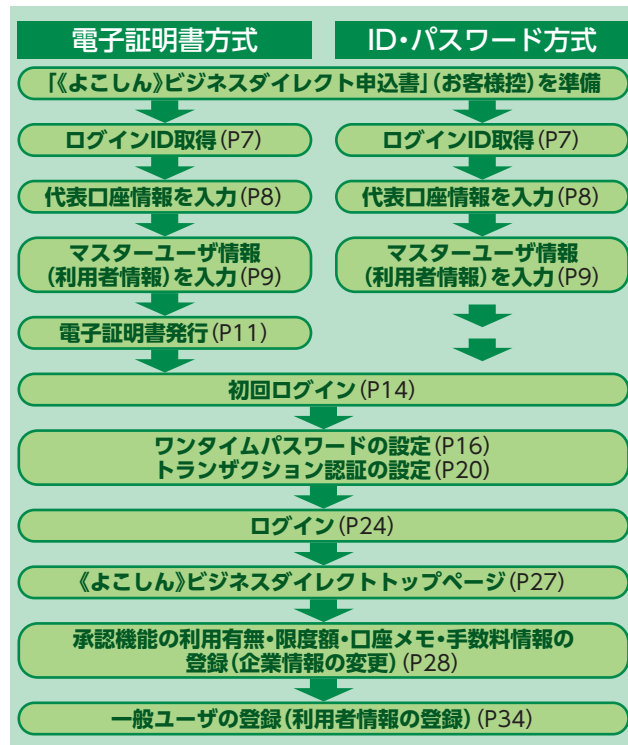 電子証明書方式
ID・パスワード方式
「《よこしん》ビジネスダイレクト申込書」(お客様控)を準備
ログインID取得(P7)
ログインID取得(P7)
代表口座情報を入力(P8)
代表口座情報を入力(P8)
マスターユーザ情報
(利用者情報)を入力(P9)
マスターユーザ情報
(利用者情報)を入力(P9)
電子証明書発行(P11)
初回ログイン(P14)
ワンタイムパスワードの設定(P16)
トランザクション認証の設定(P20)
ログイン(P24)
《よこしん》ビジネスダイレクトトップページ(P27)
承認機能の利用有無・限度額・口座メモ・手数料情報の
登録(企業情報の変更)(P28)
一般ユーザの登録(利用者情報の登録)(P34)